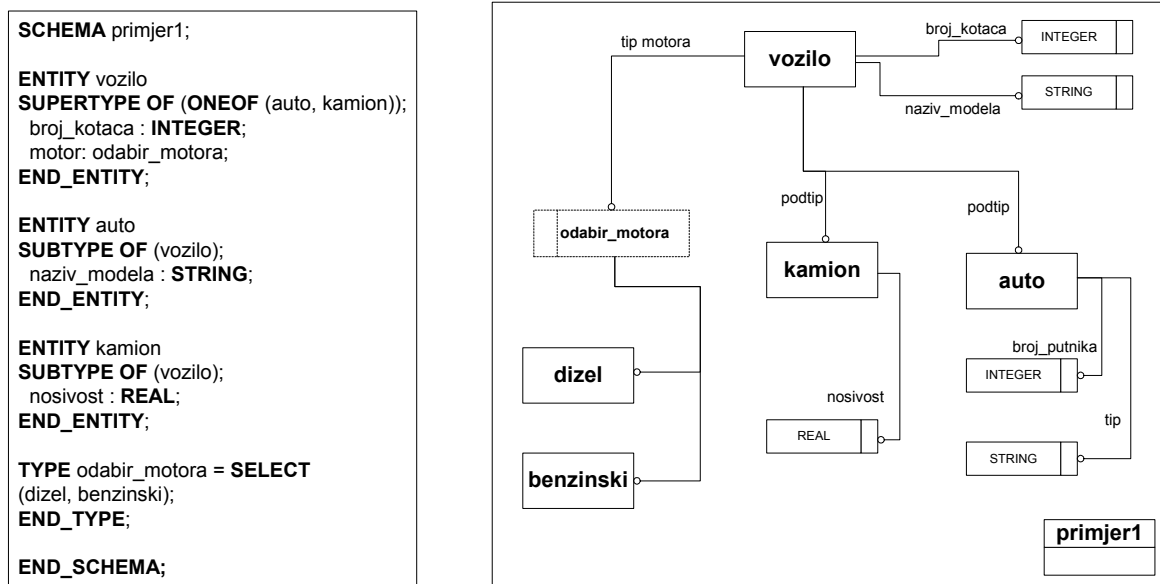 SCHEMA primjer1;
ENTITY vozilo
SUPERTYPE OF (ONEOF (auto, kamion));
broj_kotaca : INTEGER;
motor: odabir_motora;
END_ENTITY;
ENTITY auto
SUBTYPE OF (vozilo);
naziv_modela : STRING;
END_ENTITY;
ENTITY kamion
SUBTYPE OF (vozilo);
nosivost : REAL;
END_ENTITY;
TYPE odabir_motora = SELECT
(dizel, benzinski);
END_TYPE;
END_SCHEMA;
tip motora
vozilo
broj_kotaca
INTEGER
STRING
naziv_modela
podtip
podtip
odabir_motora
kamion
auto
broj_putnika
dizel
INTEGER
nosivost
tip
REAL
STRING
benzinski
primjer1